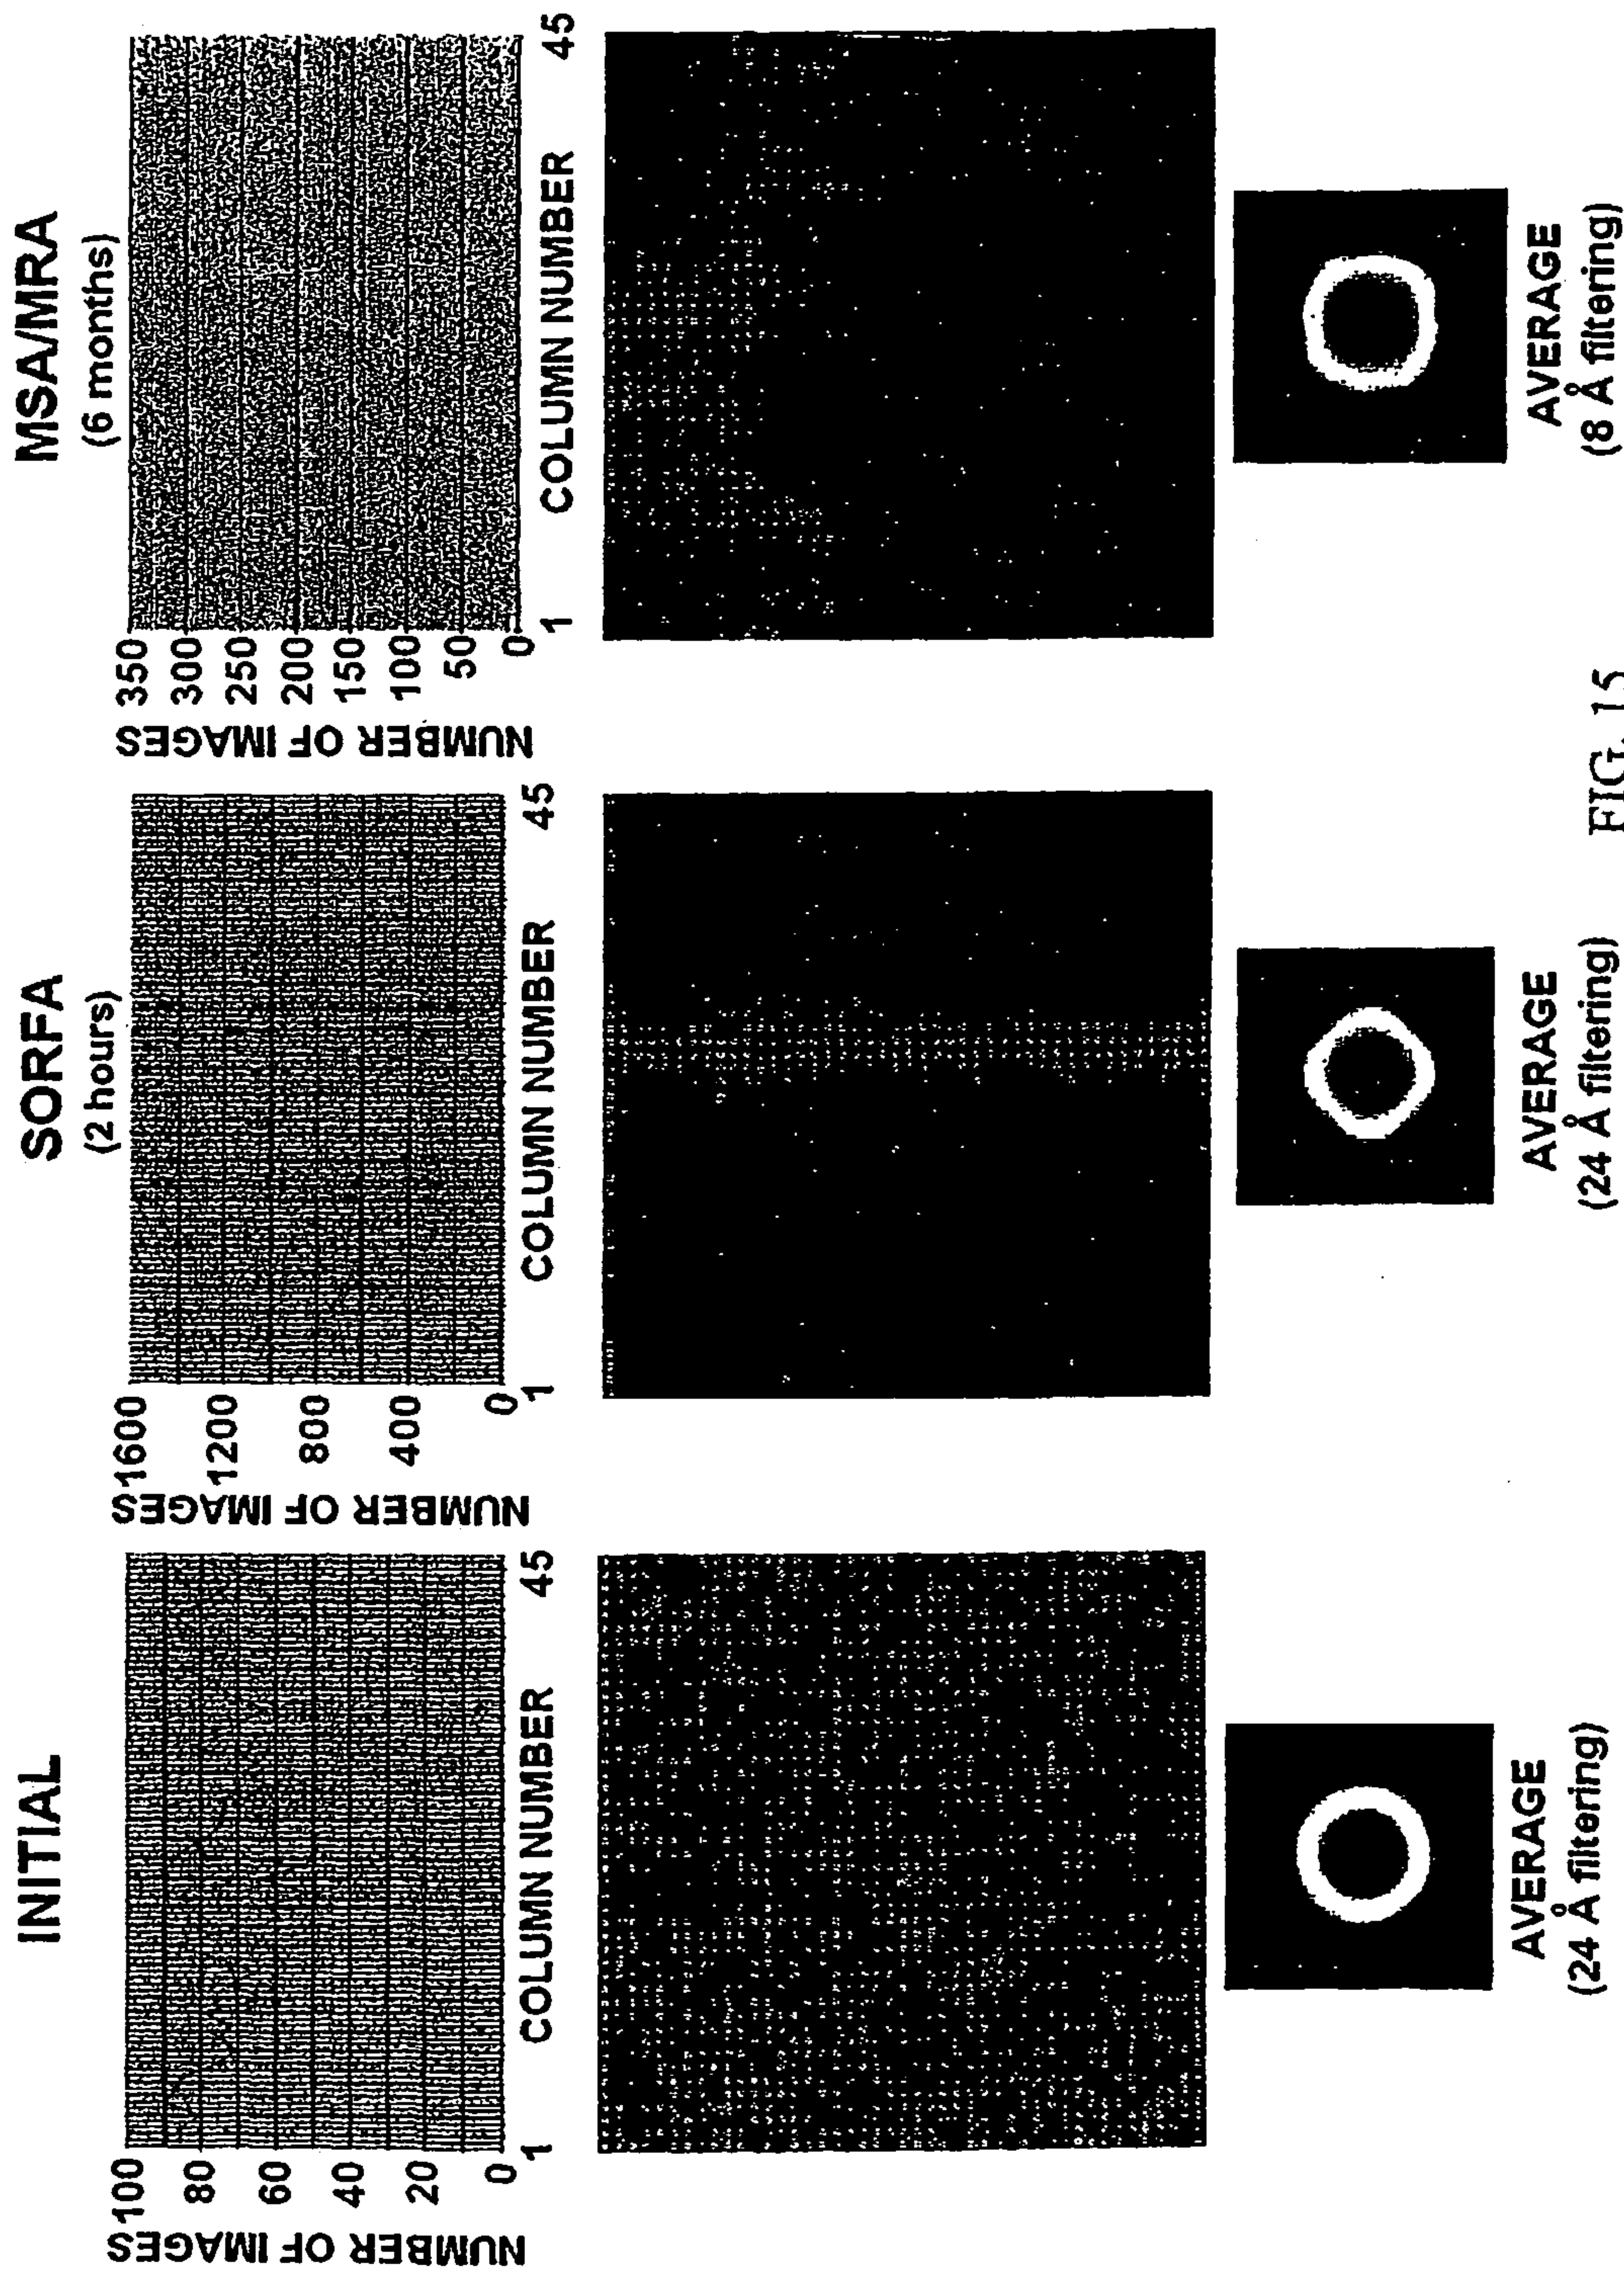 INITIAL
NUMBER OF IMAGES
100
80
60
40
20
0
1
45
COLUMN NUMBER
AVERAGE
(24 Å filtering)
SORFA
(2 hours)
NUMBER OF IMAGES
1600
1200
800
400
0
1
45
COLUMN NUMBER
AVERAGE
(24 Å filtering)
MSA/MRA
(6 months)
NUMBER OF IMAGES
350
300
250
200
150
100
50
0
1
45
COLUMN NUMBER
AVERAGE
(8 Å filtering)
FIG. 15